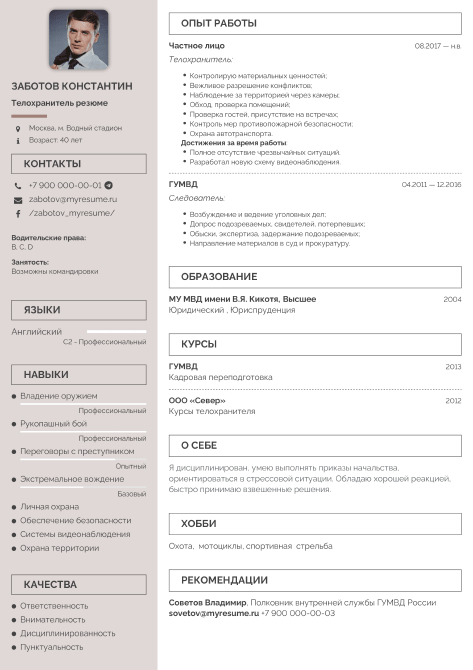 ЗАБОТОВ КОНСТАНТИН
Телохранитель резюме
Москва, м. Водный стадион
Возраст: 40 лет
КОНТАКТЫ
+7 900 000-00-01
zabotov@myresume.ru
/zabotov_myresume/
Водительские права:
B, C, D
Занятость:
Возможны командировки
ЯЗЫКИ
Английский
C2 - Профессиональный
НАВЫКИ
Владение оружием
Профессиональный
Рукопашный бой
Профессиональный
Переговоры с преступником
Опытный
Экстремальное вождение
Базовый
Личная охрана
Обеспечение безопасности
Системы видеонаблюдения
Охрана территории
КАЧЕСТВА
Ответственность
Внимательность
Дисциплинированность
Пунктуальность
ОПЫТ РАБОТЫ
Частное лицо 08.2017 — н.в.
Телохранитель:
Контролирую материальных ценностей;
Вежливое разрешение конфликтов;
Наблюдение за территорией через камеры;
Обход, проверка помещений;
Проверка гостей, присутствие на встречах;
Контроль мер противопожарной безопасности;
Охрана автотранспорта.
Достижения за время работы
Полное отсутствие чрезвычайных ситуаций.
Разработал новую схему видеонаблюдения.
ГУМВД 04.2011 — 12.2016
Следователь:
Возбуждение и ведение уголовных дел;
Допрос подозреваемых, свидетелей, потерпевших;
Обыски, экспертиза, задержание подозреваемых;
Направление материалов в суд и прокуратуру.
ОБРАЗОВАНИЕ
МУ МВД имени В.Я. Кикотя, Высшее 2004
Юридический , Юриспруденция
КУРСЫ
ГУМВД 2013
Кадровая переподготовка
ООО «Север» 2012
Курсы телохранителя
О СЕБЕ
Я дисциплинирован, умею выполнять приказы начальства,
ориентироваться в стрессовой ситуации. Обладаю хорошей реакцией,
быстро принимаю взвешенные решения.
ХОББИ
Охота, мотоциклы, спортивная стрельба
РЕКОМЕНДАЦИИ
Советов Владимир, Полковник внутренней службы ГУМВД России
sovetov@myresume.ru +7 900 000-00-03